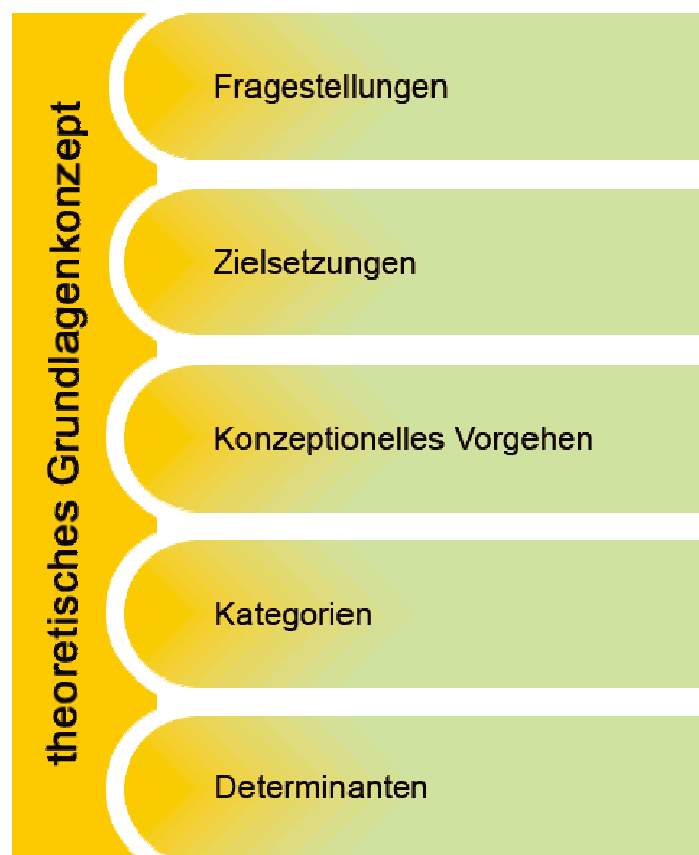 theoretisches Grundlagenkonzept
Fragestellungen
Zielsetzungen
Konzeptionelles Vorgehen
Kategorien
Determinanten